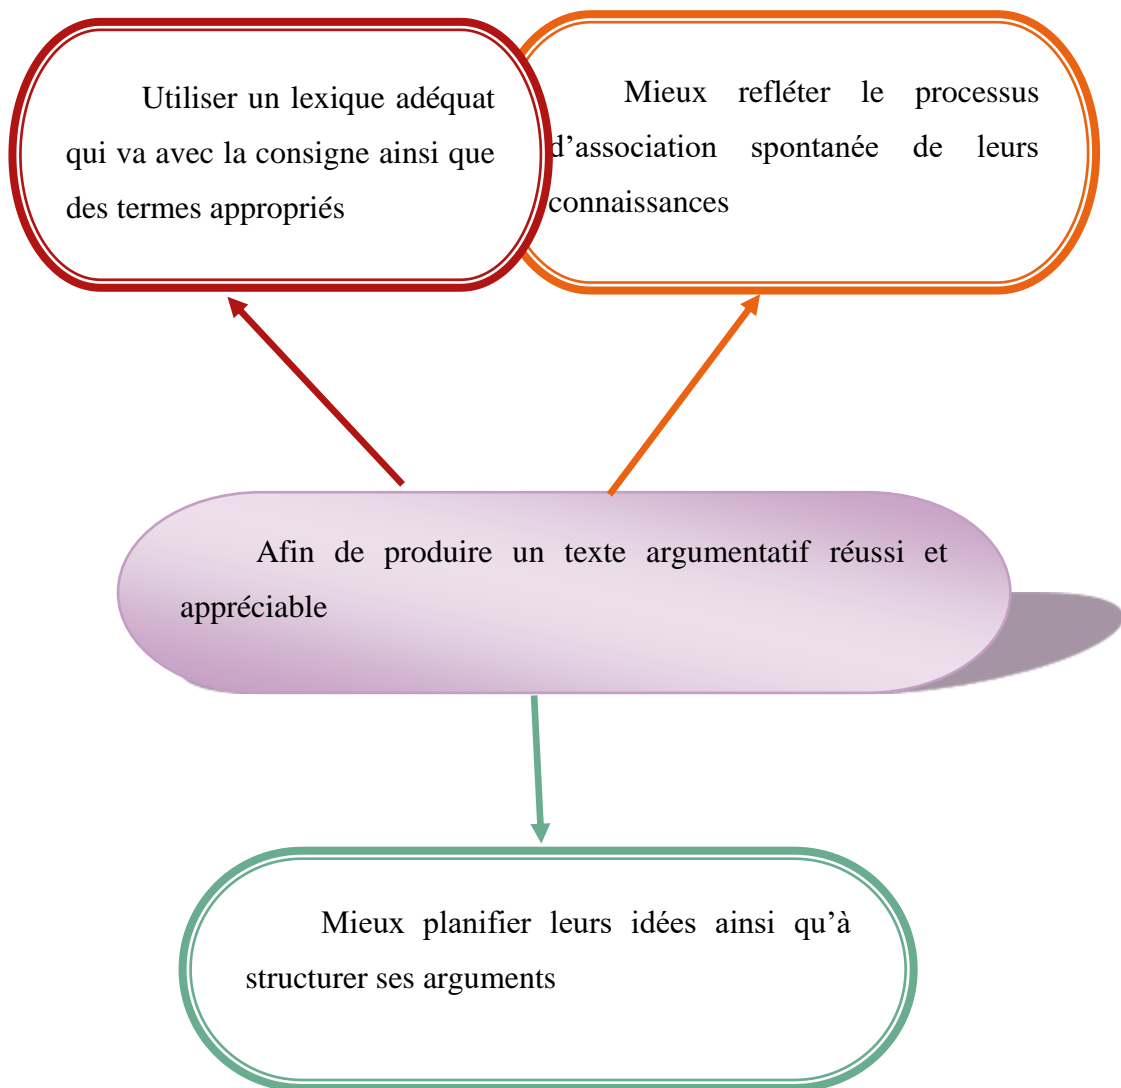 Utiliser un lexique adéquat
qui va avec la consigne ainsi que
des termes appropriés
Mieux refléter le processus
d’association spontanée de leurs
connaissances
Afin de produire un texte argumentatif réussi et
appréciable
Mieux planifier leurs idées ainsi qu’à
structurer ses arguments